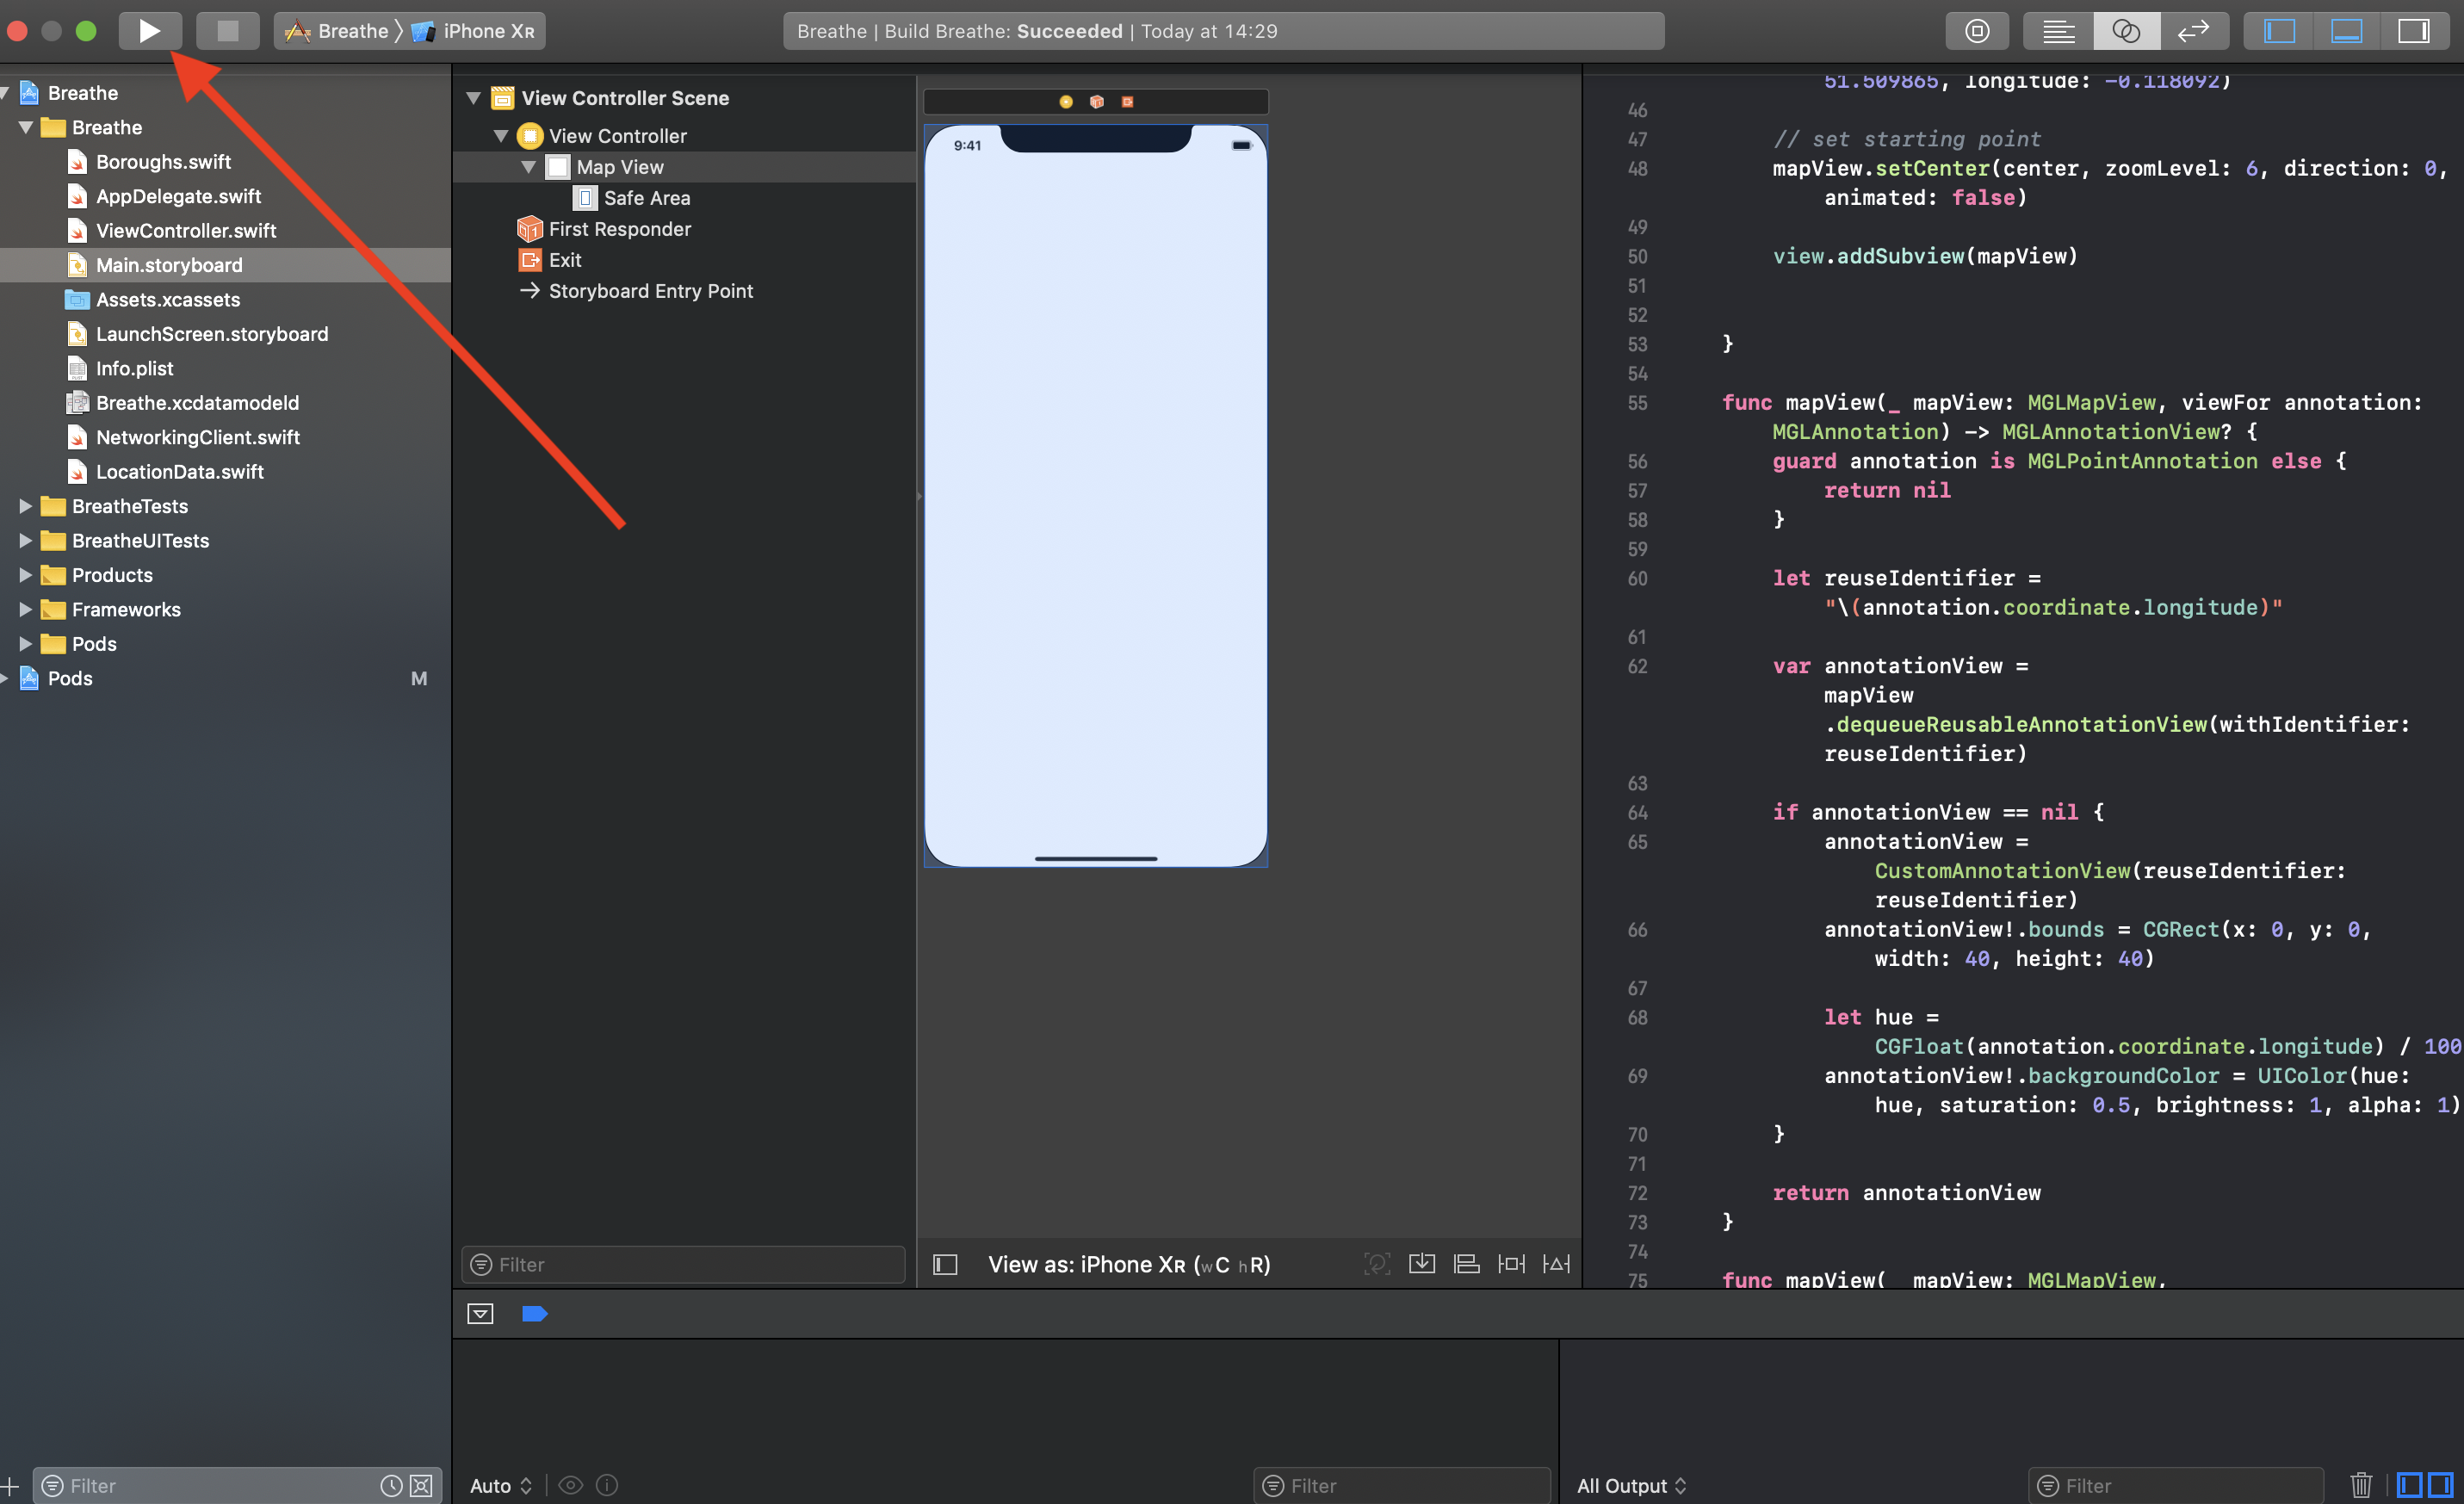 Breathe 〉 iPhone Xʀ
Breathe | Build Breathe: Succeeded | Today at 14:29
Breathe
Breathe
Boroughs.swift
AppDelegate.swift
ViewController.swift
Main.storyboard
Assets.xcassets
LaunchScreen.storyboard
Info.plist
Breathe.xcdatamodeld
NetworkingClient.swift
LocationData.swift
BreatheTests
BreatheUITests
Products
Frameworks
Pods
Pods M
Filter
View Controller Scene
View Controller
Map View
Safe Area
First Responder
Exit
Storyboard Entry Point
Filter
9:41
View as: iPhone Xʀ (wC hR)
51.509865, longitude: -0.118092)
46
47 // set starting point
48 mapView.setCenter(center, zoomLevel: 6, direction: 0,
animated: false)
49
50 view.addSubview(mapView)
51
52
53 }
54
55 func mapView(_ mapView: MGLMapView, viewFor annotation:
MGLAnnotation) -> MGLAnnotationView? {
56 guard annotation is MGLPointAnnotation else {
57 return nil
58 }
59
60 let reuseIdentifier =
"\(annotation.coordinate.longitude)"
61
62 var annotationView =
mapView
.dequeueReusableAnnotationView(withIdentifier:
reuseIdentifier)
63
64 if annotationView == nil {
65 annotationView =
CustomAnnotationView(reuseIdentifier:
reuseIdentifier)
66 annotationView!.bounds = CGRect(x: 0, y: 0,
width: 40, height: 40)
67
68 let hue =
CGFloat(annotation.coordinate.longitude) / 100
69 annotationView!.backgroundColor = UIColor(hue:
hue, saturation: 0.5, brightness: 1, alpha: 1)
70 }
71
72 return annotationView
73 }
74
75 func mapView(_ mapView: MGLMapView,
Auto
Filter
All Output
Filter